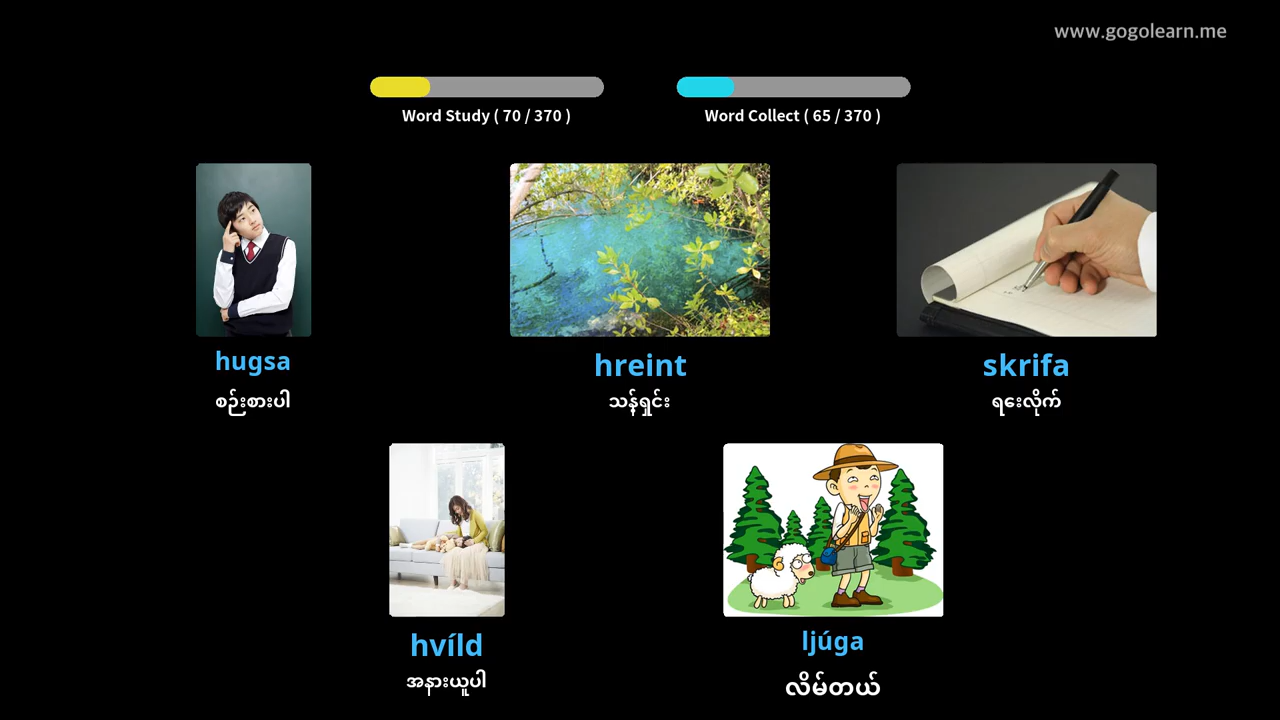 www.gogolearn.me
Word Study ( 70 / 370 )
Word Collect ( 65 / 370 )
hugsa
စဉ်းစားပါ
hreint
သန့်ရှင်း
skrifa
ရေးလိုက်
hvíld
အနားယူပါ
ljúga
လိမ်တယ်